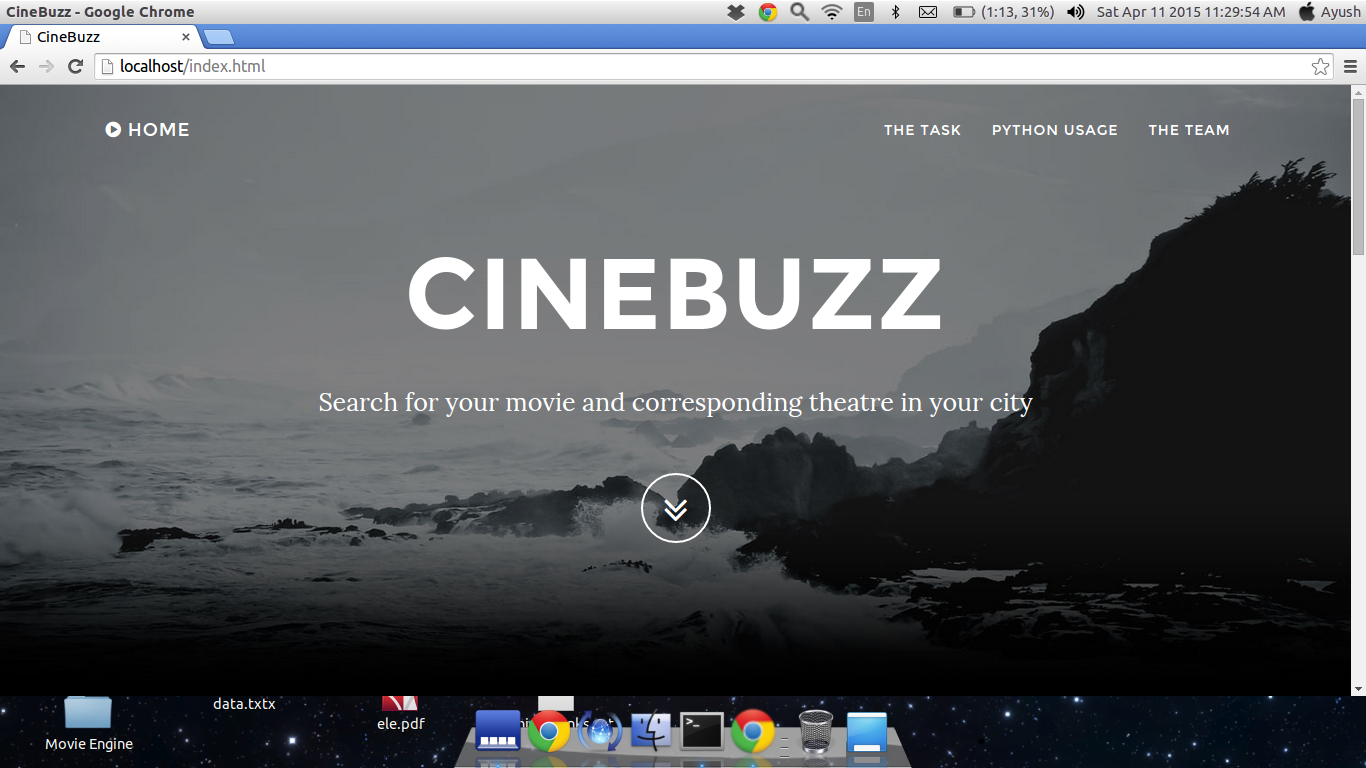 CineBuzz - Google Chrome
En
(1:13, 31%)
Sat Apr 11 2015 11:29:54 AM
Ayush
CineBuzz
localhost/index.html
HOME
THE TASK
PYTHON USAGE
THE TEAM
CINEBUZZ
Search for your movie and corresponding theatre in your city
data.txtx
ele.pdf
Movie Engine
>_